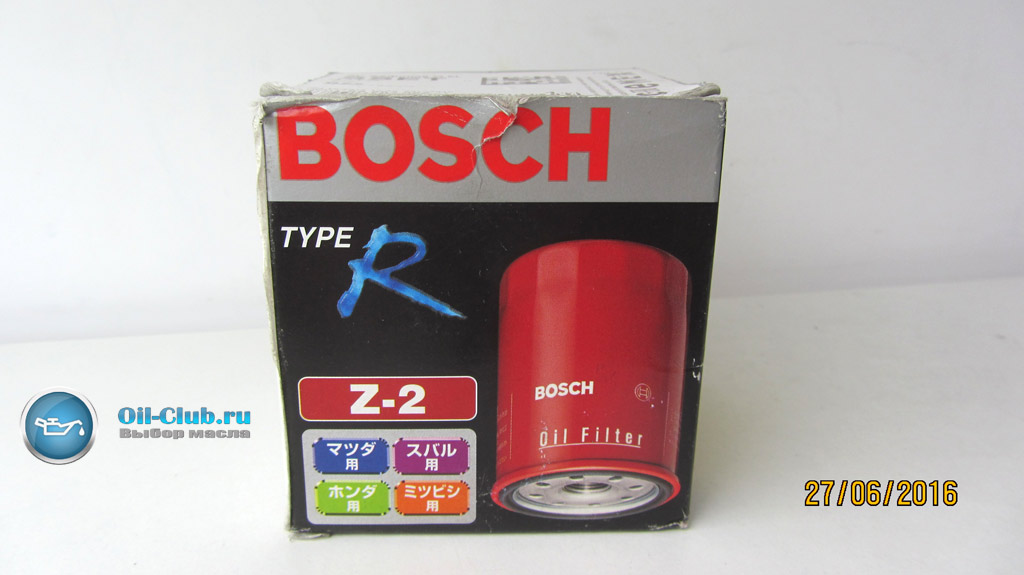 BOSCH
TYPE R
Z-2
マツダ用
スバル用
ホンダ用
ミツビシ用
BOSCH
Oil Filter
Oil-Club.ru
Выбор масла
27/06/2016